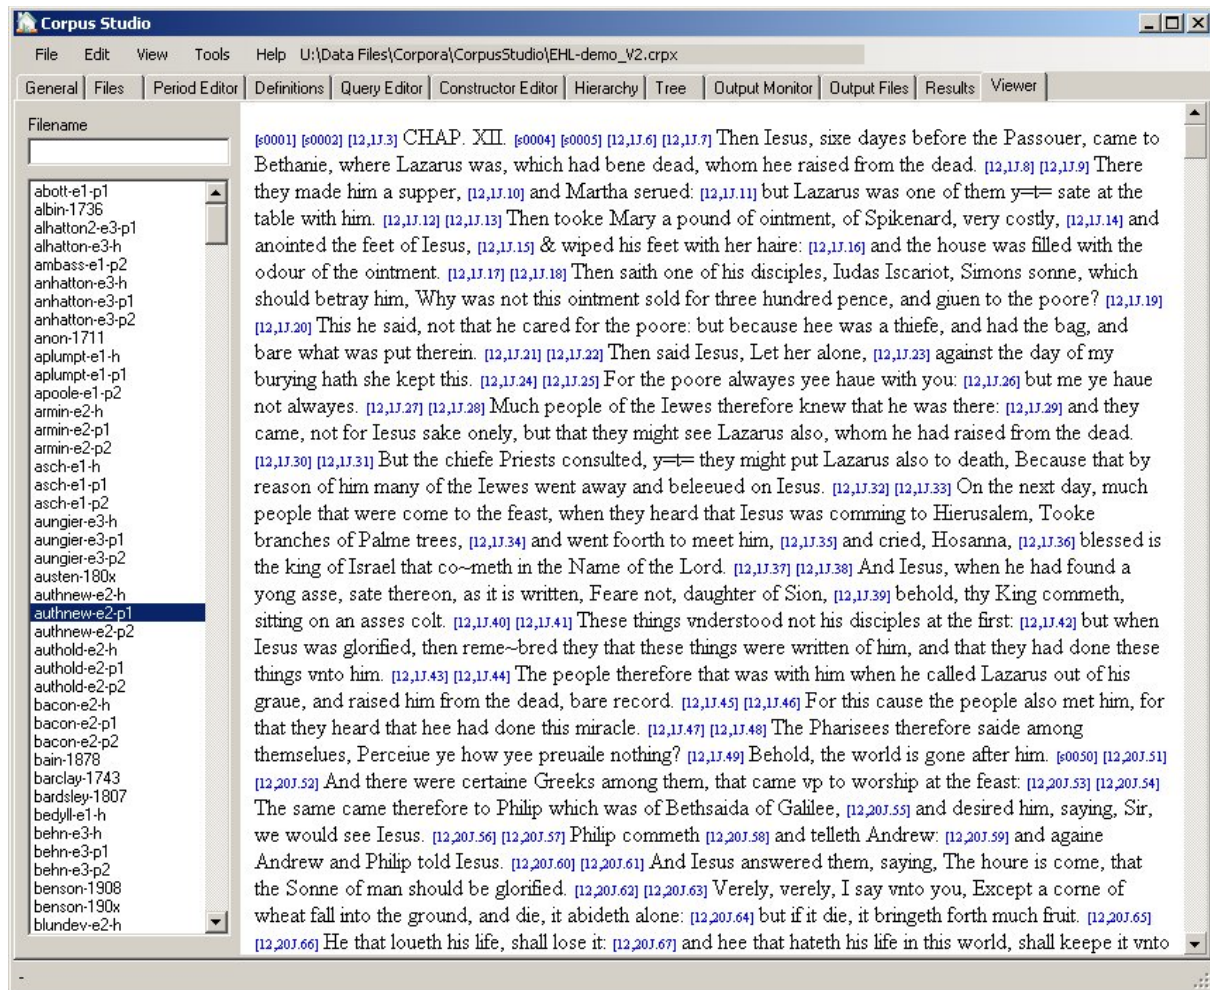 Corpus Studio
File Edit View Tools Help U:\Data Files\Corpora\CorpusStudio\EHL-demo_V2.crpx
General Files Period Editor Definitions Query Editor Constructor Editor Hierarchy Tree Output Monitor Output Files Results Viewer
Filename
abott-e1-p1
albin-1736
alhatton2-e3-p1
alhatton-e3-h
ambass-e1-p2
anhatton-e3-h
anhatton-e3-p1
anhatton-e3-p2
anon-1711
aplumpt-e1-h
aplumpt-e1-p1
apoole-e1-p2
armin-e2-h
armin-e2-p1
armin-e2-p2
asch-e1-h
asch-e1-p1
asch-e1-p2
aungier-e3-h
aungier-e3-p1
aungier-e3-p2
austen-180x
authnew-e2-h
authnew-e2-p1
authnew-e2-p2
authold-e2-h
authold-e2-p1
authold-e2-p2
bacon-e2-h
bacon-e2-p1
bacon-e2-p2
bain-1878
barclay-1743
bardsley-1807
bedyll-e1-h
behn-e3-h
behn-e3-p1
behn-e3-p2
benson-1908
benson-190x
blundev-e2-h
[s0001] [s0002] [12,1J.3] CHAP. XII. [s0004] [s0005] [12,1J.6] [12,1J.7] Then Iesus, sixe dayes before the Passouer, came to
Bethanie, where Lazarus was, which had bene dead, whom hee raised from the dead. [12,1J.8] [12,1J.9] There
they made him a supper, [12,1J.10] and Martha serued: [12,1J.11] but Lazarus was one of them y=t= sate at the
table with him. [12,1J.12] [12,1J.13] Then tooke Mary a pound of ointment, of Spikenard, very costly, [12,1J.14] and
anointed the feet of Iesus, [12,1J.15] & wiped his feet with her haire: [12,1J.16] and the house was filled with the
odour of the ointment. [12,1J.17] [12,1J.18] Then saith one of his disciples, Iudas Iscariot, Simons sonne, which
should betray him, Why was not this ointment sold for three hundred pence, and giuen to the poore? [12,1J.19]
[12,1J.20] This he said, not that he cared for the poore: but because hee was a thiefe, and had the bag, and
bare what was put therein. [12,1J.21] [12,1J.22] Then said Iesus, Let her alone, [12,1J.23] against the day of my
burying hath she kept this. [12,1J.24] [12,1J.25] For the poore alwayes yee haue with you: [12,1J.26] but me ye haue
not alwayes. [12,1J.27] [12,1J.28] Much people of the Iewes therefore knew that he was there: [12,1J.29] and they
came, not for Iesus sake onely, but that they might see Lazarus also, whom he had raised from the dead.
[12,1J.30] [12,1J.31] But the chiefe Priests consulted, y=t= they might put Lazarus also to death, Because that by
reason of him many of the Iewes went away and beleeued on Iesus. [12,1J.32] [12,1J.33] On the next day, much
people that were come to the feast, when they heard that Iesus was comming to Hierusalem, Tooke
branches of Palme trees, [12,1J.34] and went foorth to meet him, [12,1J.35] and cried, Hosanna, [12,1J.36] blessed is
the king of Israel that co~meth in the Name of the Lord. [12,1J.37] [12,1J.38] And Iesus, when he had found a
yong asse, sate thereon, as it is written, Feare not, daughter of Sion, [12,1J.39] behold, thy King commeth,
sitting on an asses colt. [12,1J.40] [12,1J.41] These things vnderstood not his disciples at the first: [12,1J.42] but when
Iesus was glorified, then reme~bred they that these things were written of him, and that they had done these
things vnto him. [12,1J.43] [12,1J.44] The people therefore that was with him when he called Lazarus out of his
graue, and raised him from the dead, bare record. [12,1J.45] [12,1J.46] For this cause the people also met him, for
that they heard that hee had done this miracle. [12,1J.47] [12,1J.48] The Pharisees therefore saide among
themselues, Perceiue ye how yee preuaile nothing? [12,1J.49] Behold, the world is gone after him. [s0050] [12,20J.51]
[12,20J.52] And there were certaine Greeks among them, that came vp to worship at the feast: [12,20J.53] [12,20J.54]
The same came therefore to Philip which was of Bethsaida of Galilee, [12,20J.55] and desired him, saying, Sir,
we would see Iesus. [12,20J.56] [12,20J.57] Philip commeth [12,20J.58] and telleth Andrew: [12,20J.59] and againe
Andrew and Philip told Iesus. [12,20J.60] [12,20J.61] And Iesus answered them, saying, The houre is come, that
the Sonne of man should be glorified. [12,20J.62] [12,20J.63] Verely, verely, I say vnto you, Except a corne of
wheat fall into the ground, and die, it abideth alone: [12,20J.64] but if it die, it bringeth forth much fruit. [12,20J.65]
[12,20J.66] He that loueth his life, shall lose it: [12,20J.67] and hee that hateth his life in this world, shall keepe it vnto
-